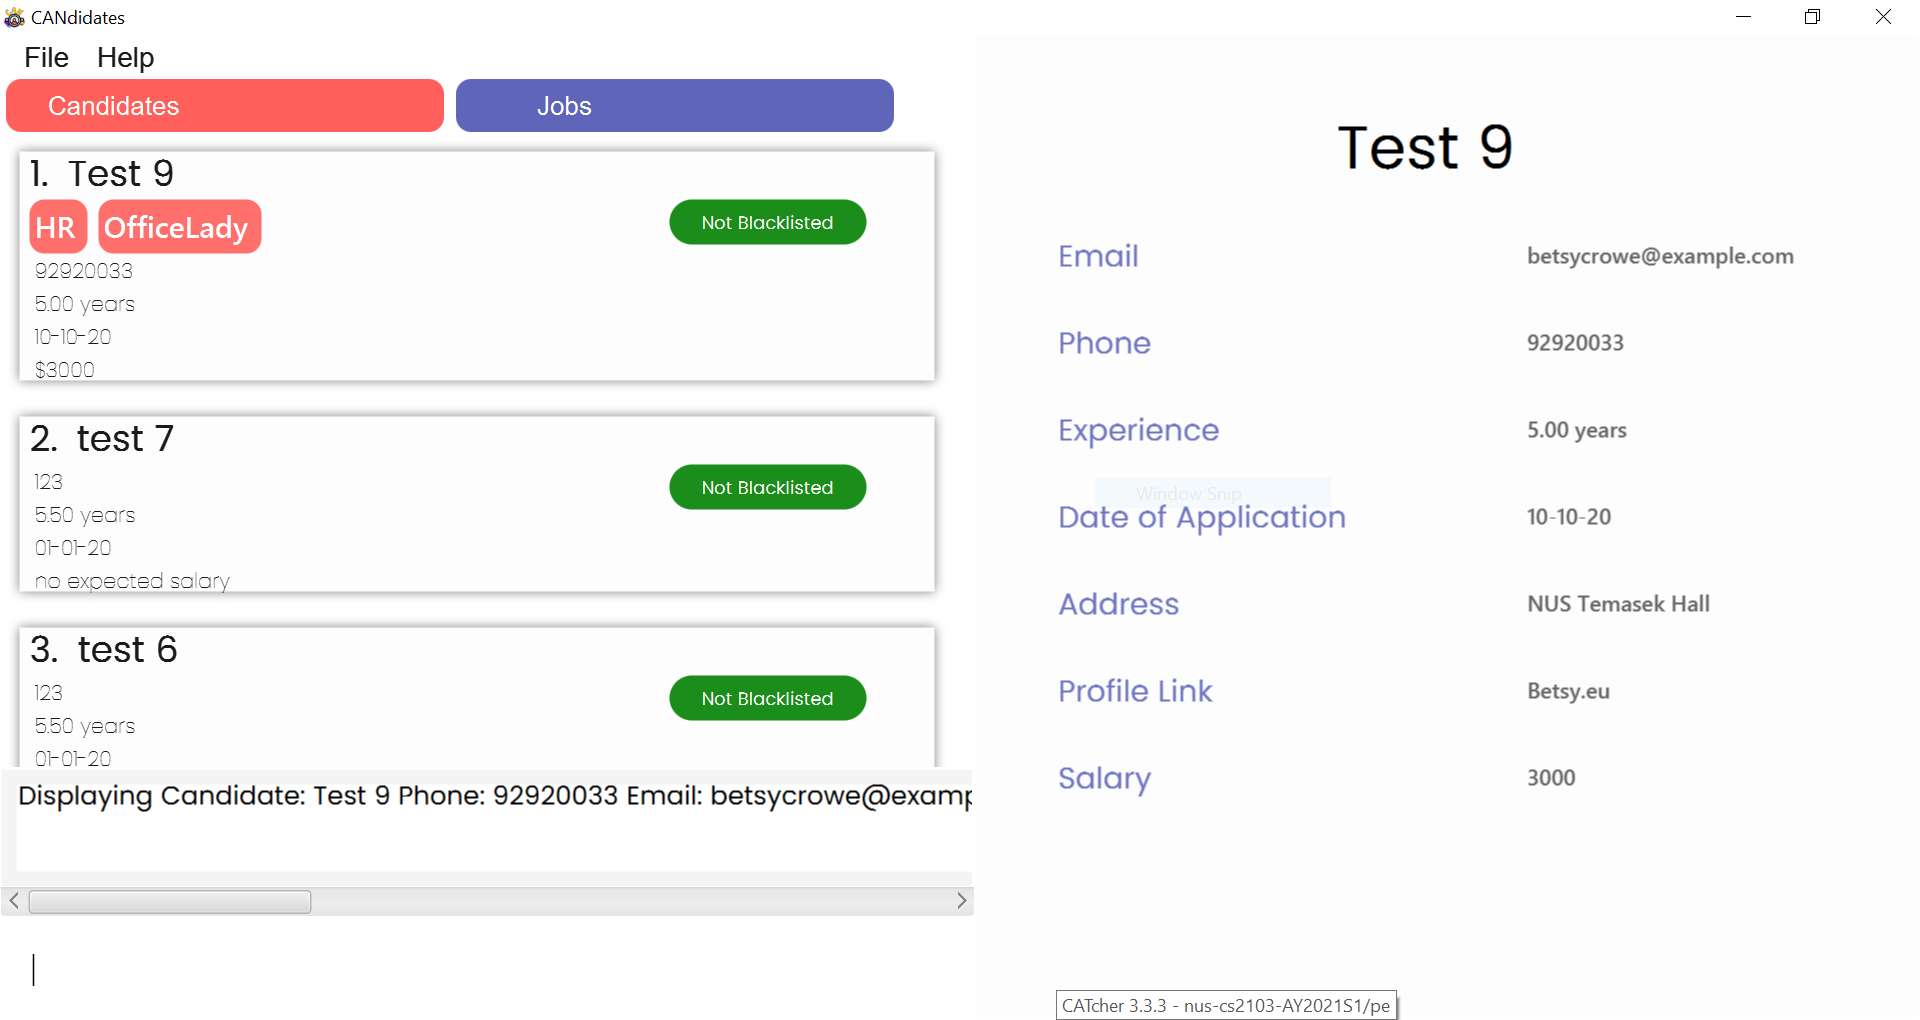 CANdidates
File Help
Candidates Jobs
1. Test 9
HR OfficeLady
Not Blacklisted
92920033
5.00 years
10-10-20
$3000
2. test 7
Not Blacklisted
123
5.50 years
01-01-20
no expected salary
3. test 6
Not Blacklisted
123
5.50 years
01-01-20
Displaying Candidate: Test 9 Phone: 92920033 Email: betsycrowe@examp
Test 9
Email betsycrowe@example.com
Phone 92920033
Experience 5.00 years
Window Snip
Date of Application 10-10-20
Address NUS Temasek Hall
Profile Link Betsy.eu
Salary 3000
CATcher 3.3.3 - nus-cs2103-AY2021S1/pe